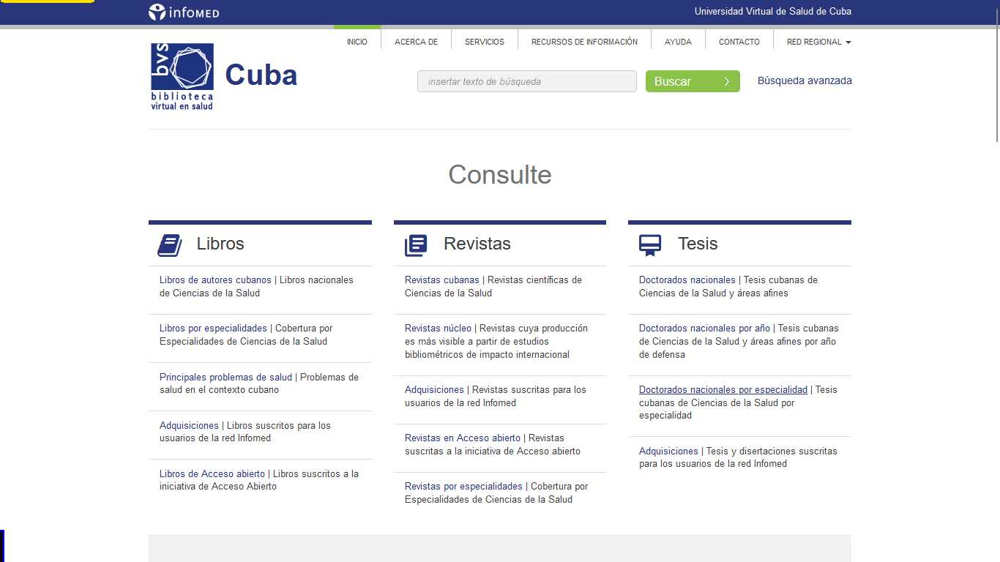 infOMED
Universidad Virtual de Salud de Cuba
INICIO
ACERCA DE
SERVICIOS
RECURSOS DE INFORMACIÓN
AYUDA
CONTACTO
RED REGIONAL
bvs
biblioteca
virtual en salud
Cuba
insertar texto de búsqueda
Buscar
Búsqueda avanzada
Consulte
Libros
Libros de autores cubanos | Libros nacionales
de Ciencias de la Salud
Libros por especialidades | Cobertura por
Especialidades de Ciencias de la Salud
Principales problemas de salud | Problemas de
salud en el contexto cubano
Adquisiciones | Libros suscritos para los
usuarios de la red Infomed
Libros de Acceso abierto | Libros suscritos a la
iniciativa de Acceso Abierto
Revistas
Revistas cubanas | Revistas científicas de
Ciencias de la Salud
Revistas núcleo | Revistas cuya producción
es más visible a partir de estudios
bibliométricos de impacto internacional
Adquisiciones | Revistas suscritas para los
usuarios de la red Infomed
Revistas en Acceso abierto | Revistas
suscritas a la iniciativa de Acceso abierto
Revistas por especialidades | Cobertura por
Especialidades de Ciencias de la Salud
Tesis
Doctorados nacionales | Tesis cubanas de
Ciencias de la Salud y áreas afines
Doctorados nacionales por año | Tesis cubanas
de Ciencias de la Salud y áreas afines por año
de defensa
Doctorados nacionales por especialidad | Tesis
cubanas de Ciencias de la Salud por
especialidad
Adquisiciones | Tesis y disertaciones suscritas
para los usuarios de la red Infomed